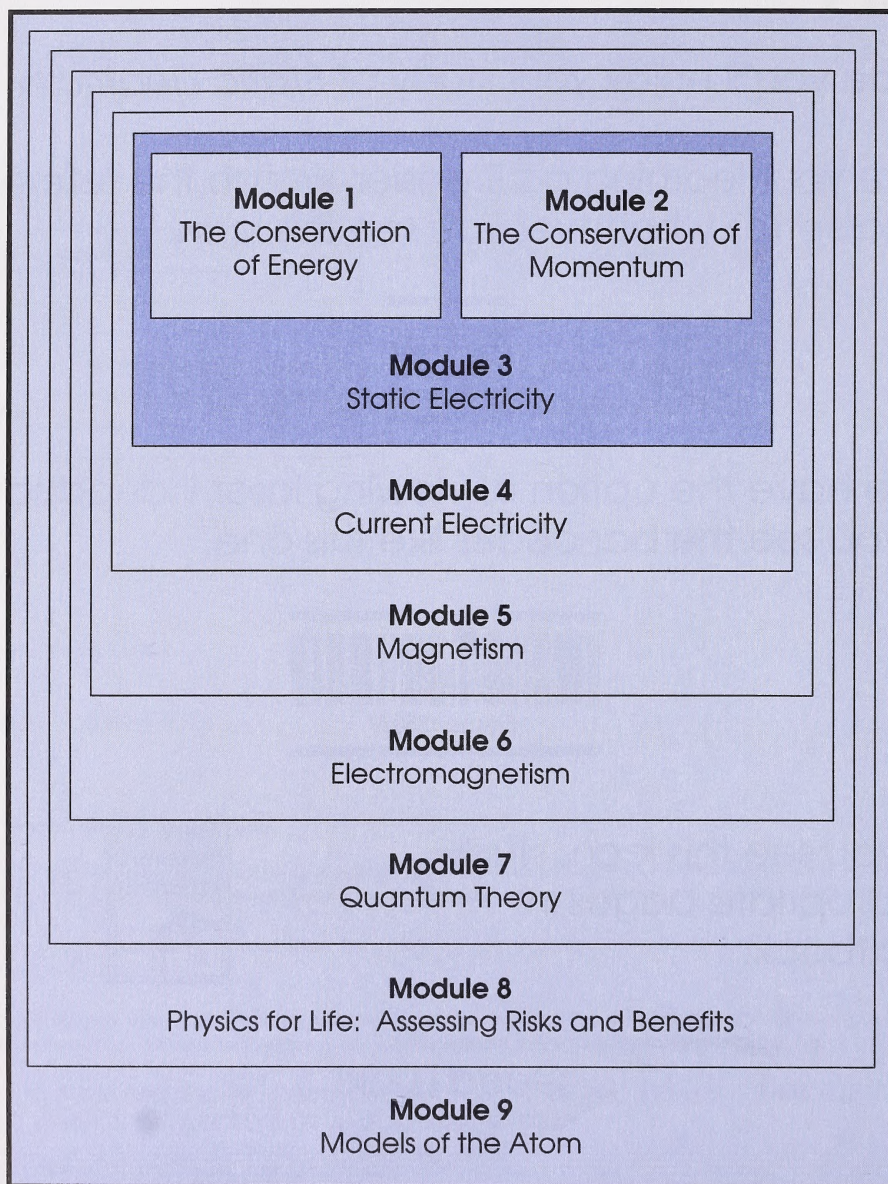 Module 1
The Conservation
of Energy
Module 2
The Conservation of
Momentum
Module 3
Static Electricity
Module 4
Current Electricity
Module 5
Magnetism
Module 6
Electromagnetism
Module 7
Quantum Theory
Module 8
Physics for Life: Assessing Risks and Benefits
Module 9
Models of the Atom